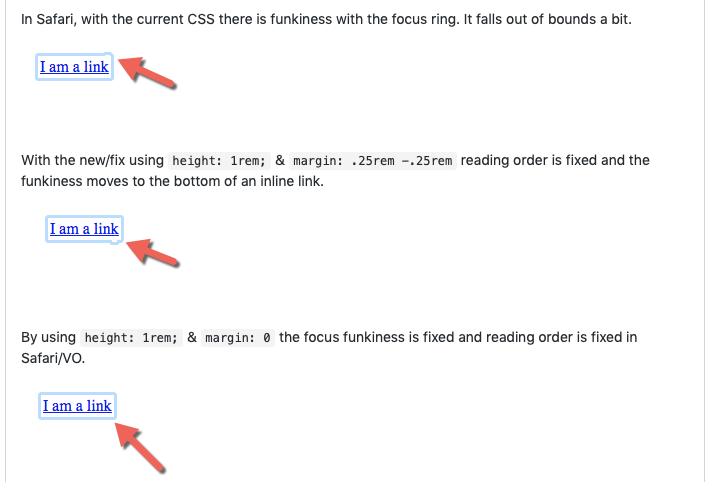 In Safari, with the current CSS there is funkiness with the focus ring. It falls out of bounds a bit.
I am a link
With the new/fix using height: 1rem; & margin: .25rem -.25rem reading order is fixed and the
funkiness moves to the bottom of an inline link.
I am a link
By using height: 1rem; & margin: 0 the focus funkiness is fixed and reading order is fixed in
Safari/VO.
I am a link